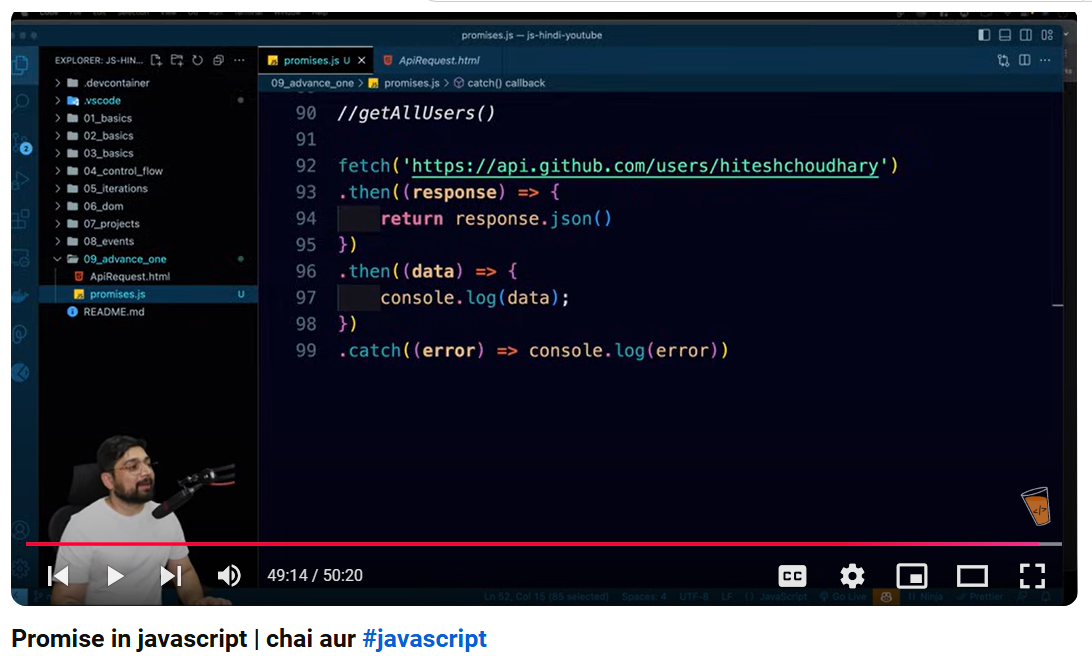 promises.js — js-hindi-youtube
EXPLORER: JS-HIN...
promises.js U
ApiRequest.html
09_advance_one > promises.js > catch() callback
.devcontainer
.vscode
01_basics
02_basics
03_basics
04_control_flow
05_iterations
06_dom
07_projects
08_events
09_advance_one
ApiRequest.html
promises.js U
README.md
2
90 //getAllUsers()
91
92 fetch('https://api.github.com/users/hiteshchoudhary')
93 .then((response) => {
94 return response.json()
95 })
96 .then((data) => {
97 console.log(data);
98 })
99 .catch((error) => console.log(error))
</>
49:14 / 50:20
CC
Ln 52, Col 15 (85 selected) Spaces: 4 UTF-8 LF {} JavaScript Go Live Ninja Prettier
Promise in javascript | chai aur #javascript